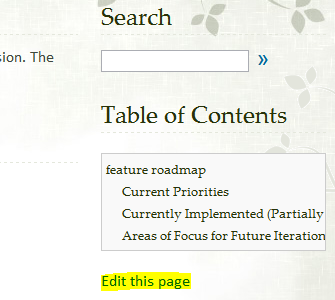 Search
sion. The
»
Table of Contents
feature roadmap
Current Priorities
Currently Implemented (Partially
Areas of Focus for Future Iteration
Edit this page